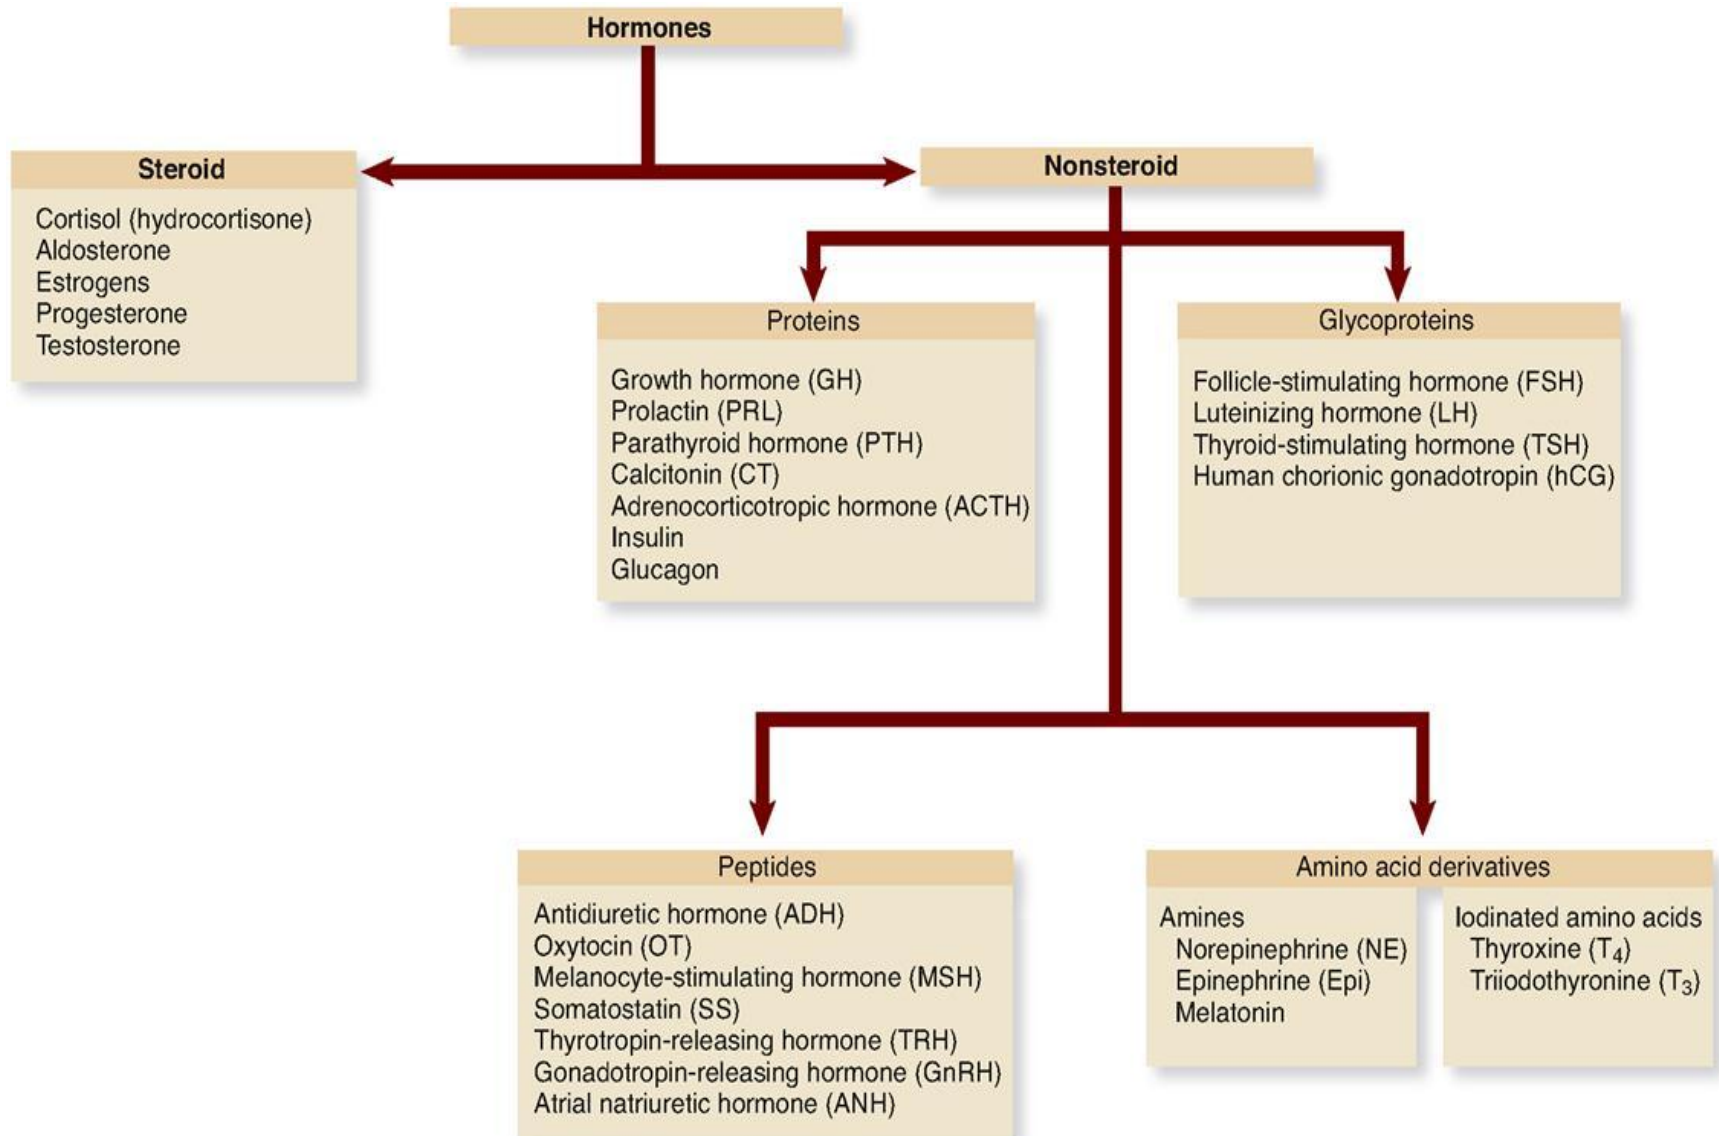 Hormones
Steroid
Cortisol (hydrocortisone)
Aldosterone
Estrogens
Progesterone
Testosterone
Nonsteroid
Proteins
Growth hormone (GH)
Prolactin (PRL)
Parathyroid hormone (PTH)
Calcitonin (CT)
Adrenocorticotropic hormone (ACTH)
Insulin
Glucagon
Glycoproteins
Follicle-stimulating hormone (FSH)
Luteinizing hormone (LH)
Thyroid-stimulating hormone (TSH)
Human chorionic gonadotropin (hCG)
Peptides
Antidiuretic hormone (ADH)
Oxytocin (OT)
Melanocyte-stimulating hormone (MSH)
Somatostatin (SS)
Thyrotropin-releasing hormone (TRH)
Gonadotropin-releasing hormone (GnRH)
Atrial natriuretic hormone (ANH)
Amino acid derivatives
Amines
Norepinephrine (NE)
Epinephrine (Epi)
Melatonin
Iodinated amino acids
Thyroxine (T₄)
Triiodothyronine (T₃)